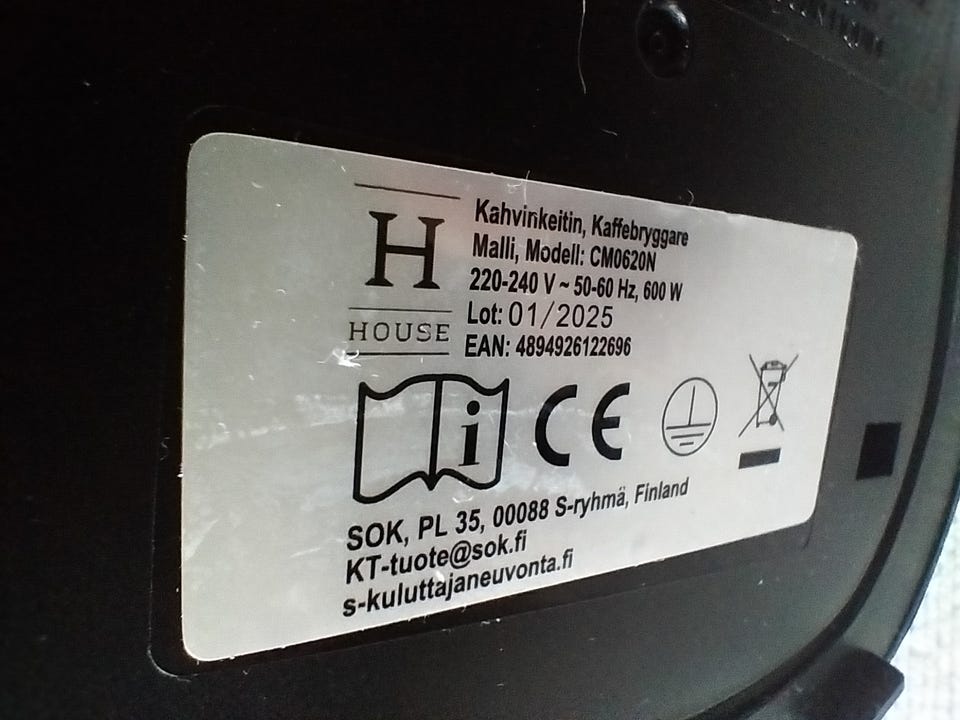 H
HOUSE
Kahvinkeitin, Kaffebryggare
Malli, Modell: CM0620N
220-240 V ~ 50-60 Hz, 600 W
Lot: 01/2025
EAN: 4894926122696
i
CE
SOK, PL 35, 00088 S-ryhmä, Finland
KT-tuote@sok.fi
s-kuluttajaneuvonta.fi